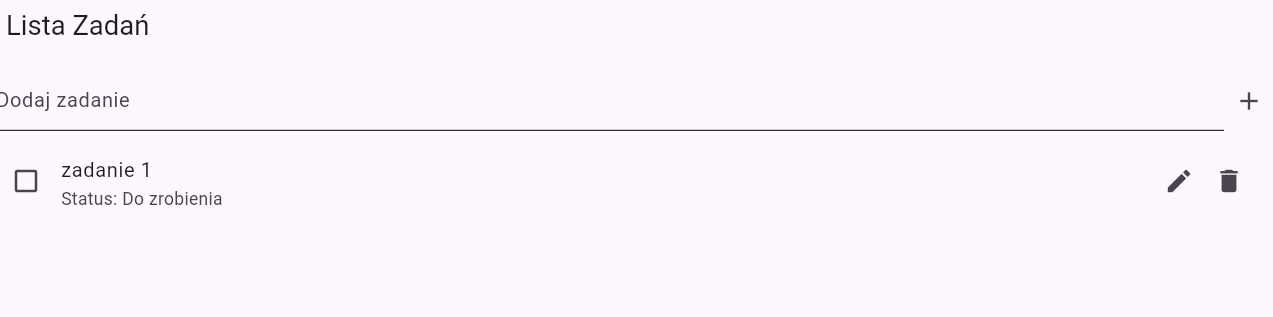 Lista Zadań
Dodaj zadanie
zadanie 1
Status: Do zrobienia